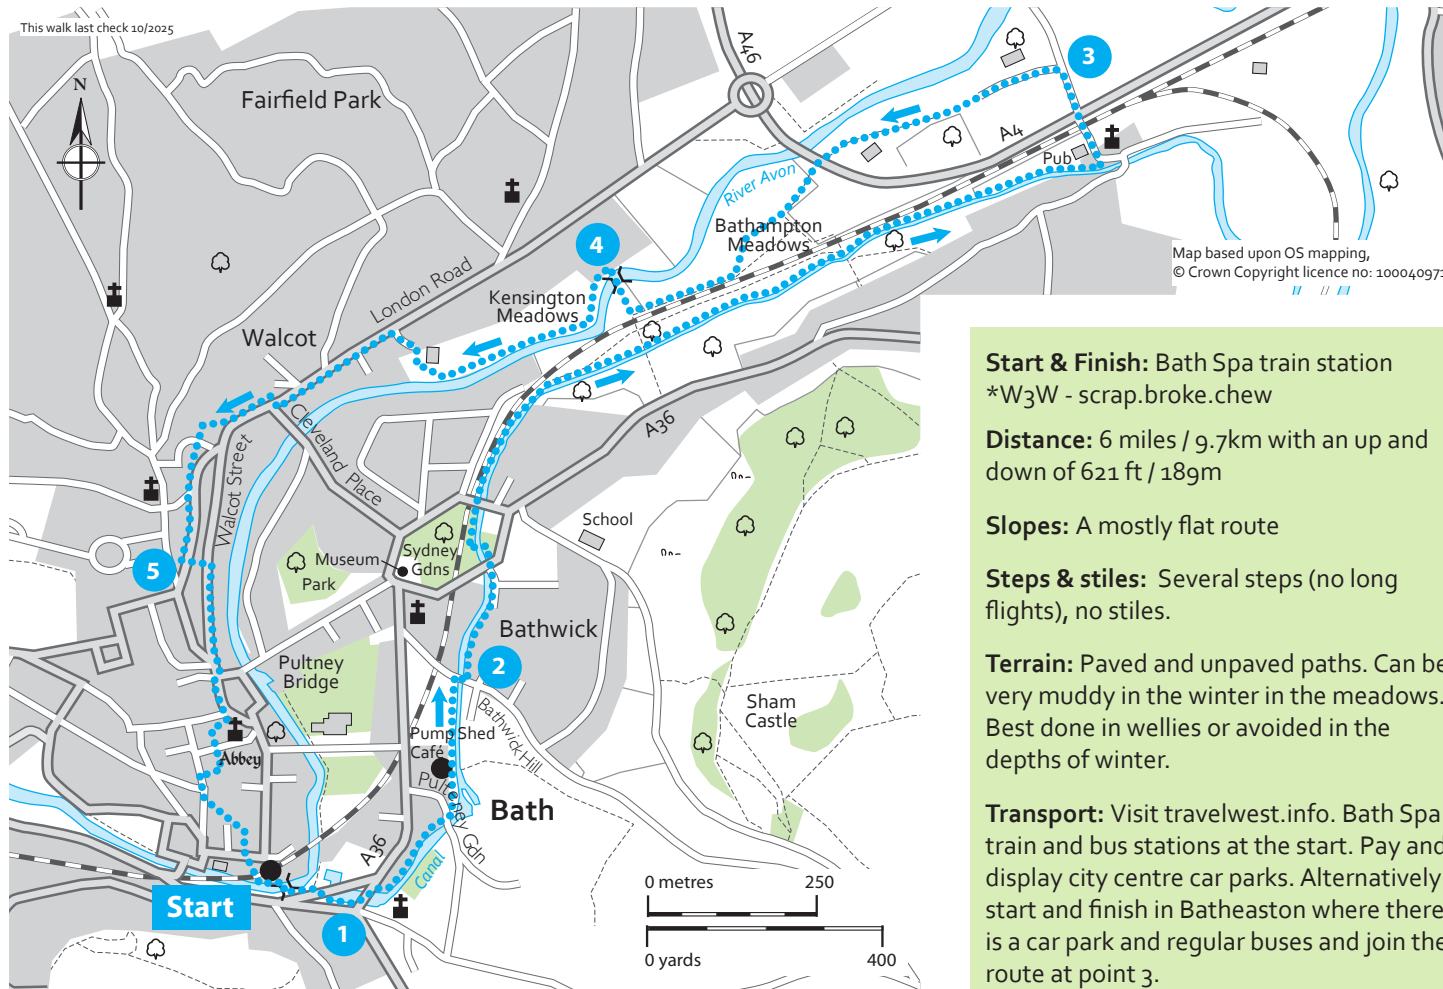 This walk last check 10/2025
N
Fairfield Park
A46
3
A4
Pub
River Avon
Bathampton
Meadows
4
Kensington
Meadows
London Road
Walcot
Map based upon OS mapping,
© Crown Copyright licence no: 100040971
Cleveland Place
Walcot Street
A36
School
Museum
Park
Sydney
Gdns
5
Bathwick
2
Pultney
Bridge
Bathwick Hill
Sham
Castle
Pump Shed
Café
Abbey
Pulteney Gdn
Bath
A36
Canal
Start
1
0 metres 250
0 yards 400
Start & Finish: Bath Spa train station
*W3W - scrap.broke.chew
Distance: 6 miles / 9.7km with an up and
down of 621 ft / 189m
Slopes: A mostly flat route
Steps & stiles: Several steps (no long
flights), no stiles.
Terrain: Paved and unpaved paths. Can be
very muddy in the winter in the meadows.
Best done in wellies or avoided in the
depths of winter.
Transport: Visit travelwest.info. Bath Spa
train and bus stations at the start. Pay and
display city centre car parks. Alternatively
start and finish in Batheaston where there
is a car park and regular buses and join the
route at point 3.